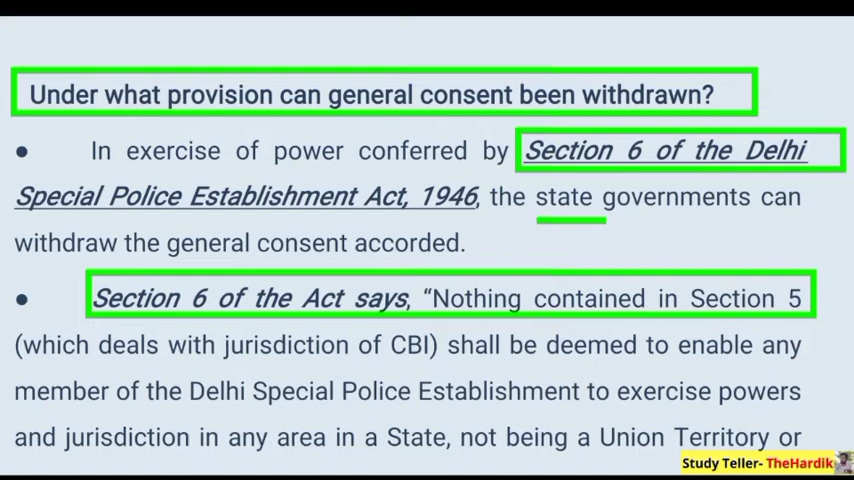 Under what provision can general consent been withdrawn?
● In exercise of power conferred by Section 6 of the Delhi
Special Police Establishment Act, 1946, the state governments can
withdraw the general consent accorded.
● Section 6 of the Act says, “Nothing contained in Section 5
(which deals with jurisdiction of CBI) shall be deemed to enable any
member of the Delhi Special Police Establishment to exercise powers
and jurisdiction in any area in a State, not being a Union Territory or
Study Teller- TheHardik